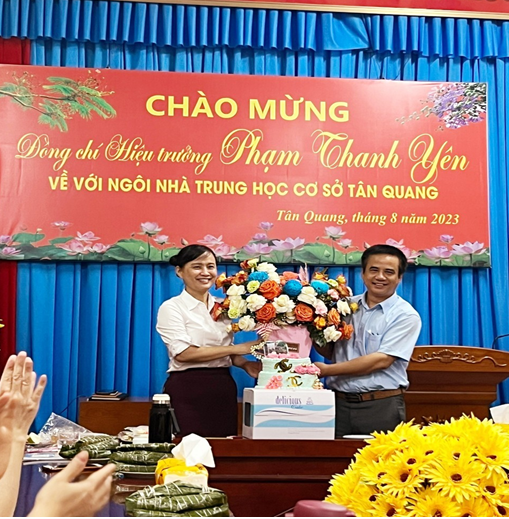 CHÀO MỪNG
Đồng chí Hiệu trưởng Phạm Thanh Yên
VỀ VỚI NGÔI NHÀ TRUNG HỌC CƠ SỞ TÂN QUANG
Tân Quang, tháng 8 năm 2023
delicious